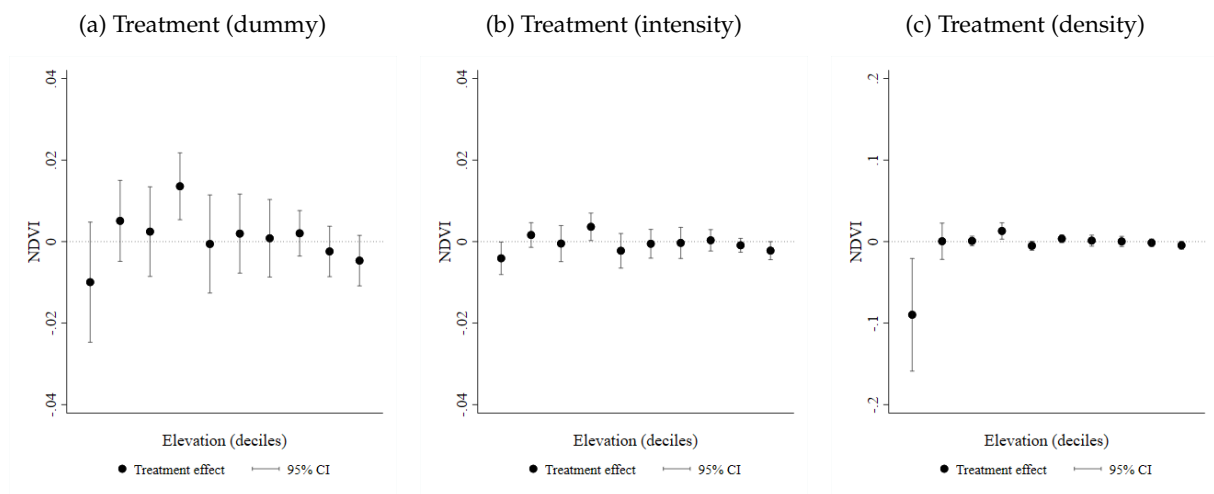 (a) Treatment (dummy)
.04
.02
0
-.02
-.04
NDVI
Elevation (deciles)
Treatment effect 95% CI
(b) Treatment (intensity)
.04
.02
0
-.02
-.04
NDVI
Elevation (deciles)
Treatment effect 95% CI
(c) Treatment (density)
.2
.1
0
-.1
-.2
NDVI
Elevation (deciles)
Treatment effect 95% CI